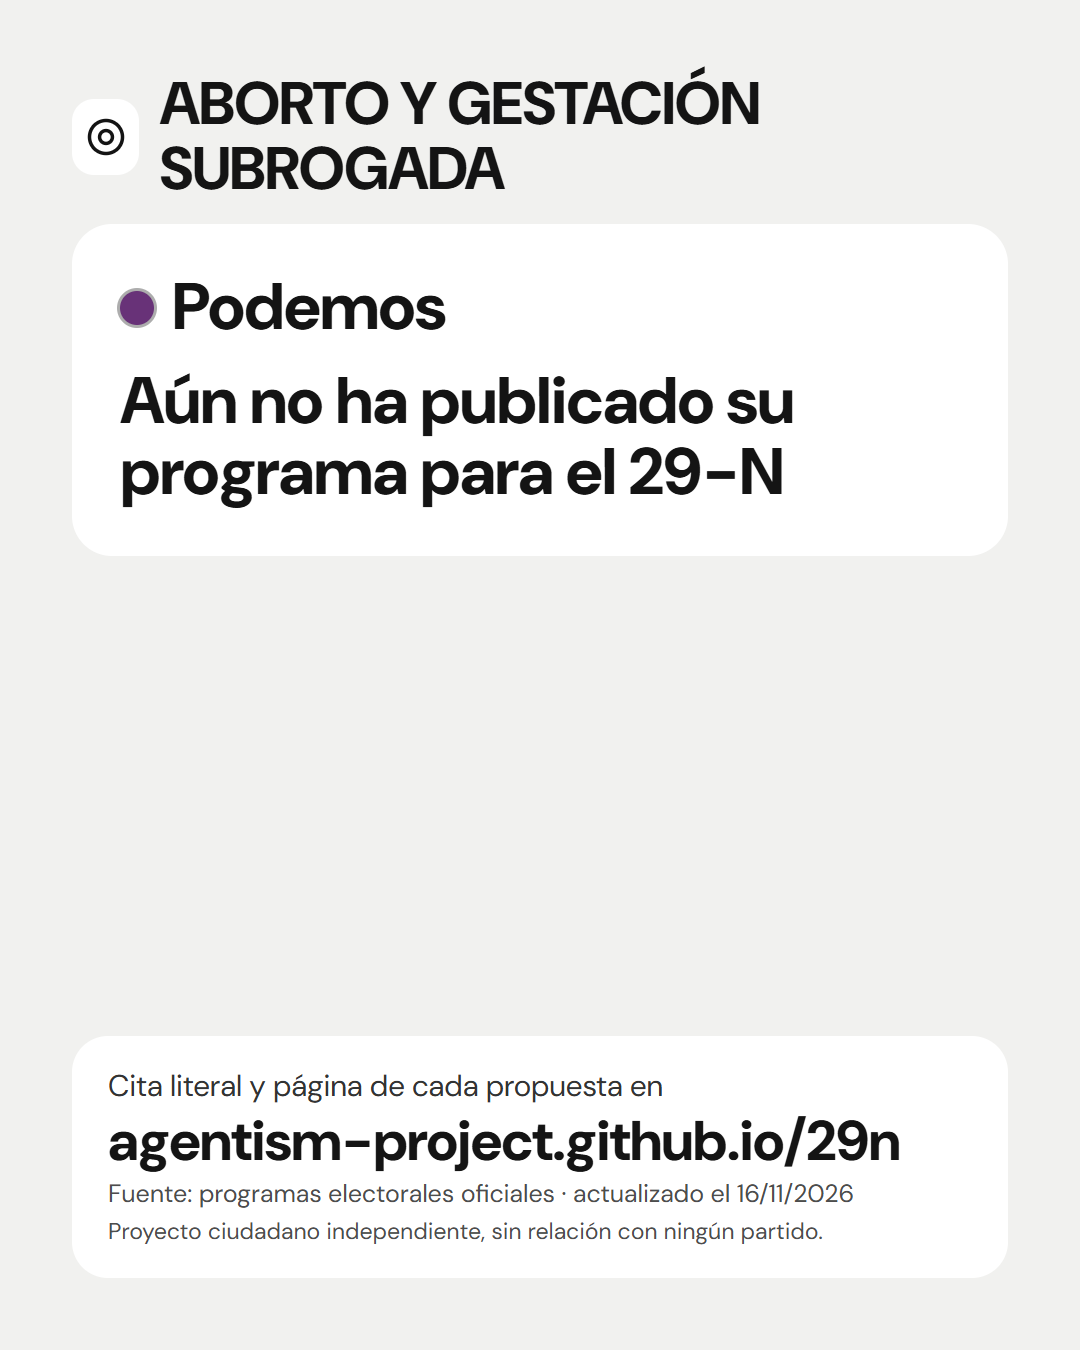 ABORTO Y GESTACIÓN
SUBROGADA
Podemos
Aún no ha publicado su
programa para el 29-N
Cita literal y página de cada propuesta en
agentism-project.github.io/29n
Fuente: programas electorales oficiales · actualizado el 16/11/2026
Proyecto ciudadano independiente, sin relación con ningún partido.